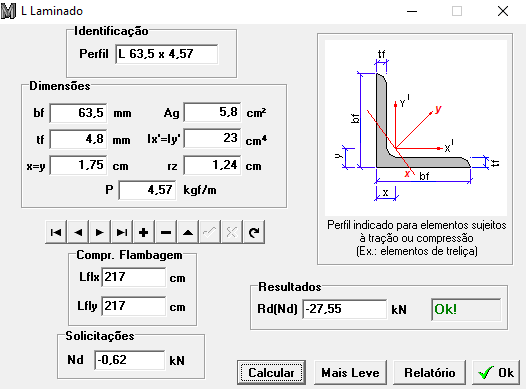 L Laminado
Identificação
Perfil L 63,5 x 4,57
Dimensões
bf 63,5 mm Ag 5,8 cm²
tf 4,8 mm Ix'=Iy' 23 cm⁴
x=y 1,75 cm rz 1,24 cm
P 4,57 kgf/m
tf
Y'
y
bf
X'
y
x
tf
bf
x
Perfil indicado para elementos sujeitos
à tração ou compressão
(Ex.: elementos de treliça)
Compr. Flambagem
Lflx 217 cm
Lfly 217 cm
Resultados
Rd(Nd) -27,55 kN Ok!
Solicitações
Nd -0,62 kN
Calcular Mais Leve Relatório Ok